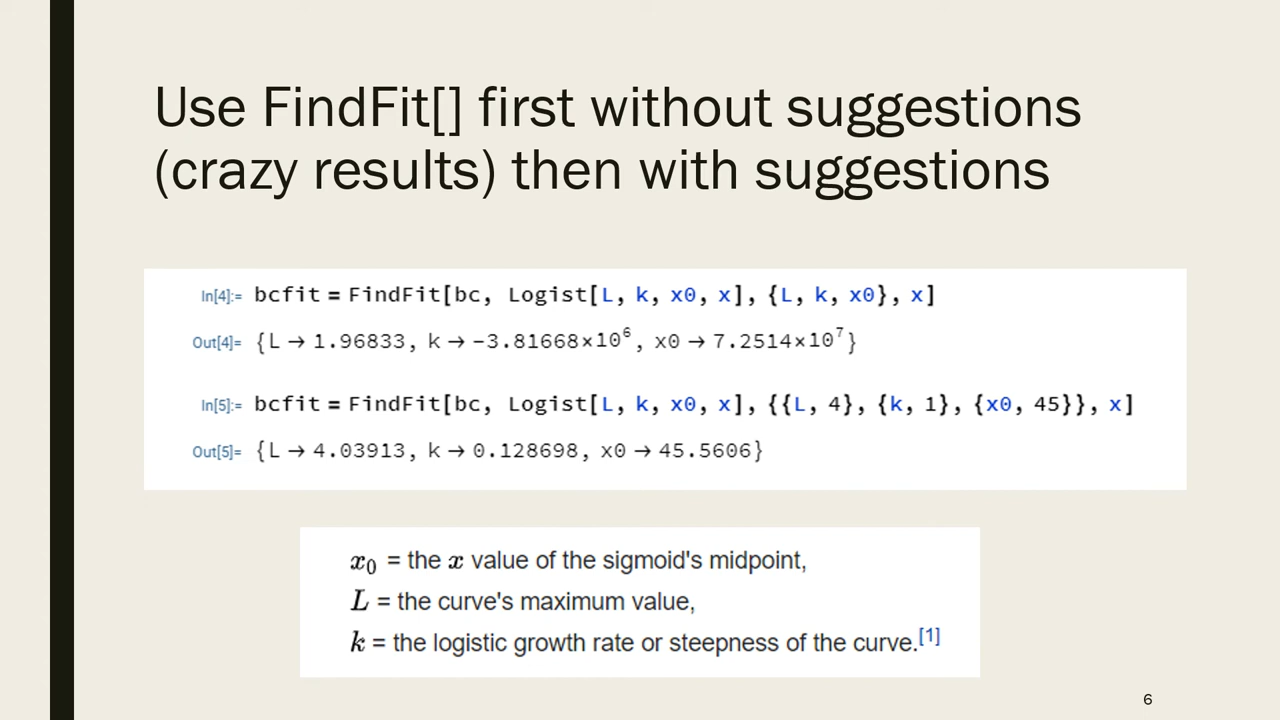 Use FindFit[] first without suggestions
(crazy results) then with suggestions
In[4]:= bcfit = FindFit[bc, Logist[L, k, x0, x], {L, k, x0}, x]
Out[4]= {L → 1.96833, k → -3.81668×10⁶, x0 → 7.2514×10⁷}
In[5]:= bcfit = FindFit[bc, Logist[L, k, x0, x], {{L, 4}, {k, 1}, {x0, 45}}, x]
Out[5]= {L → 4.03913, k → 0.128698, x0 → 45.5606}
x₀ = the x value of the sigmoid's midpoint,
L = the curve's maximum value,
k = the logistic growth rate or steepness of the curve.[1]
6